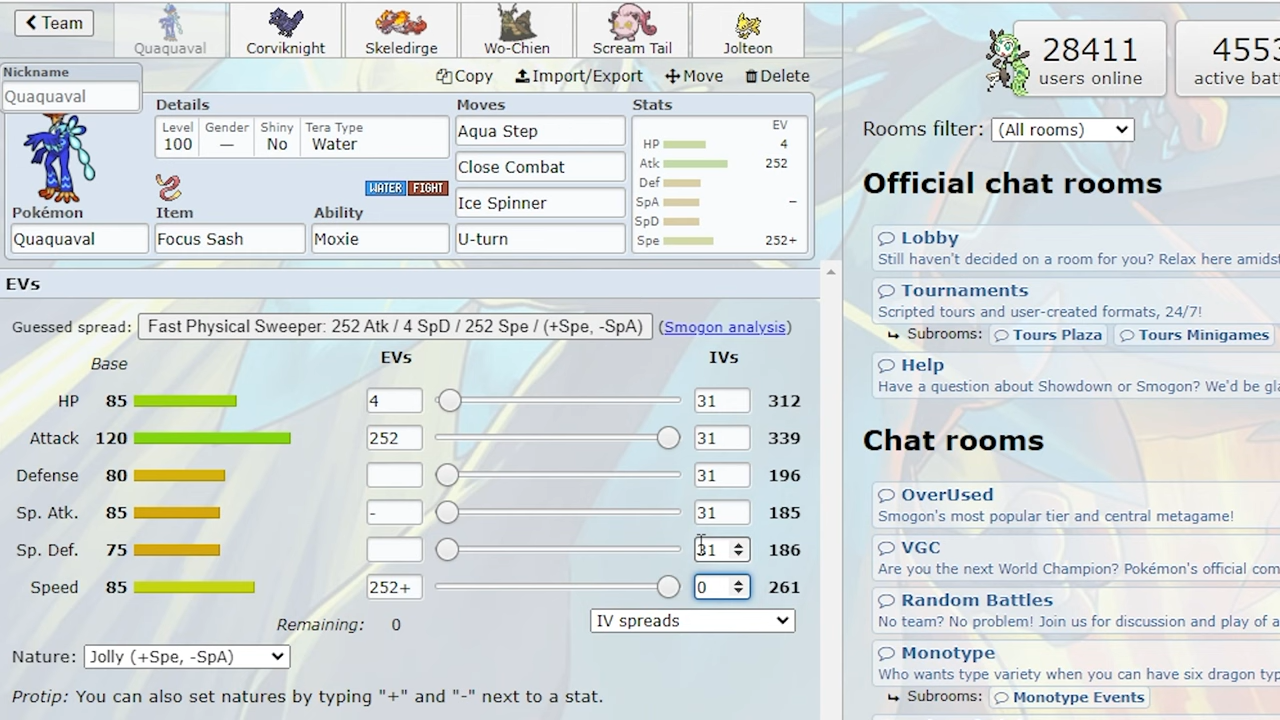 Team
Quaquaval
Corviknight
Skeledirge
Wo-Chien
Scream Tail
Jolteon
Copy
Import/Export
Move
Delete
Nickname
Quaquaval
Details
Level
100
Gender
—
Shiny
No
Tera Type
Water
WATER FIGHT
Pokémon
Quaquaval
Item
Focus Sash
Ability
Moxie
Moves
Aqua Step
Close Combat
Ice Spinner
U-turn
Stats
EV
HP 4
Atk 252
Def
SpA –
SpD
Spe 252+
EVs
Guessed spread: Fast Physical Sweeper: 252 Atk / 4 SpD / 252 Spe / (+Spe, -SpA) (Smogon analysis)
Base EVs IVs
HP 85 4 31 312
Attack 120 252 31 339
Defense 80 31 196
Sp. Atk. 85 - 31 185
Sp. Def. 75 31 186
Speed 85 252+ 0 261
Remaining: 0
IV spreads
Nature: Jolly (+Spe, -SpA)
Protip: You can also set natures by typing "+" and "-" next to a stat.
28411
users online
4553
active bat
Rooms filter: (All rooms)
Official chat rooms
Lobby
Still haven't decided on a room for you? Relax here amidst
Tournaments
Scripted tours and user-created formats, 24/7!
↳ Subrooms: Tours Plaza Tours Minigames
Help
Have a question about Showdown or Smogon? We'd be gla
Chat rooms
OverUsed
Smogon's most popular tier and central metagame!
VGC
Are you the next World Champion? Pokémon's official com
Random Battles
No team? No problem! Join us for discussion and play of a
Monotype
Who wants type variety when you can have six dragon typ
↳ Subrooms: Monotype Events